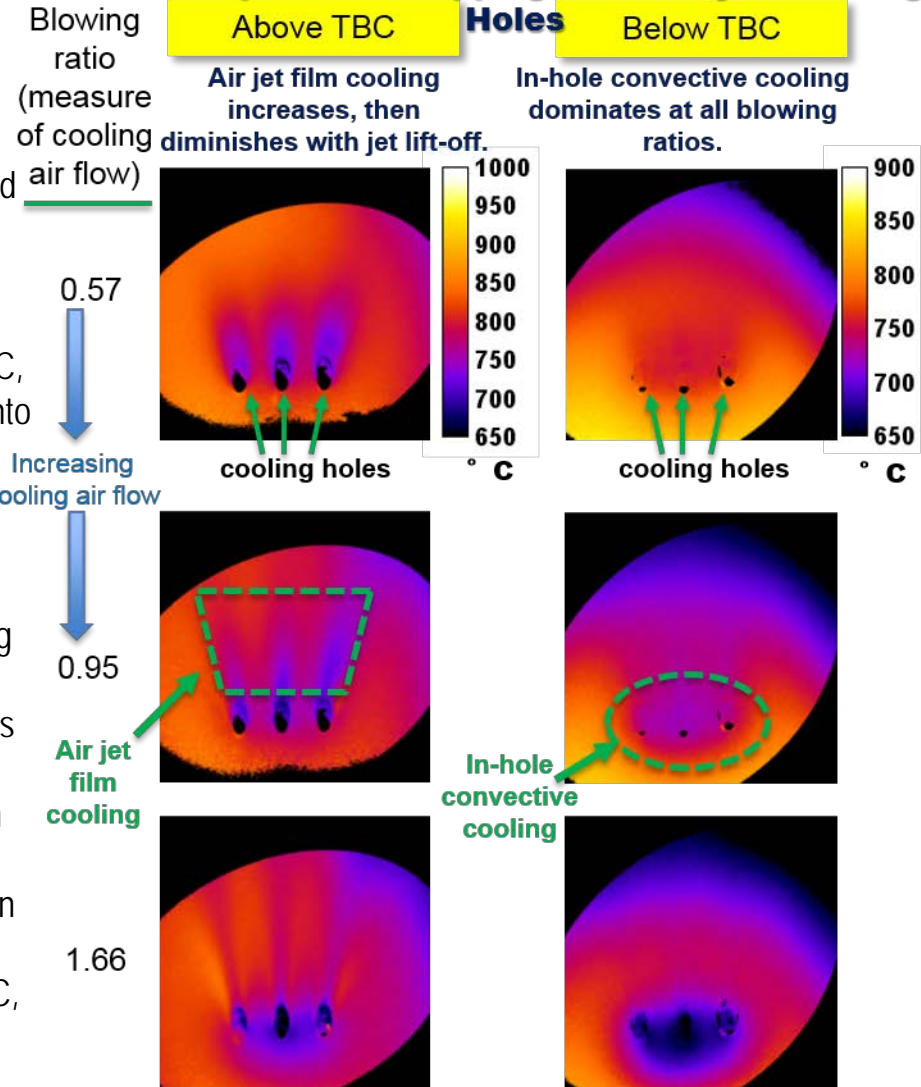 Holes
Blowing
ratio
(measure
of cooling
air flow)
Above TBC
Below TBC
Air jet film cooling
increases, then
diminishes with jet lift-off.
In-hole convective cooling
dominates at all blowing
ratios.
d
0.57
C,
nto
Increasing
ooling air flow
g
0.95
s
n
1.66
C,
1000
950
900
850
800
750
700
650
° C
900
850
800
750
700
650
° C
cooling holes
cooling holes
Air jet
film
cooling
In-hole
convective
cooling